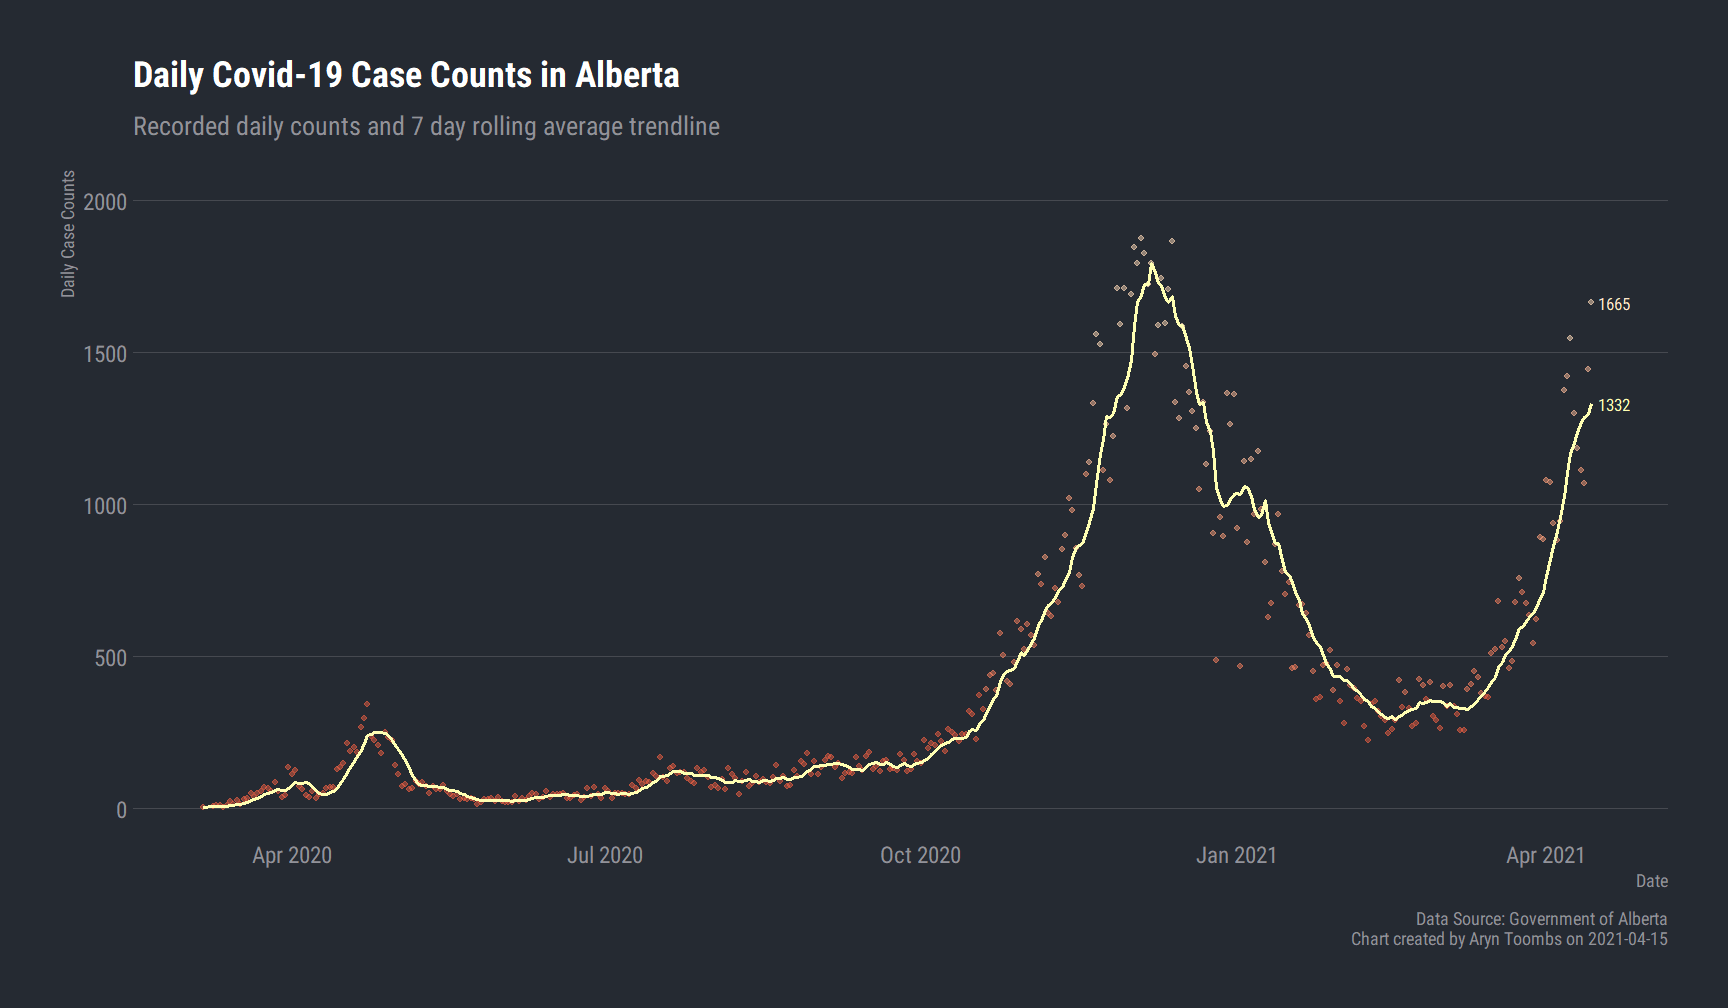 Daily Covid-19 Case Counts in Alberta
Recorded daily counts and 7 day rolling average trendline
Daily Case Counts
2000
1500
1000
500
0
1665
1332
Apr 2020
Jul 2020
Oct 2020
Jan 2021
Apr 2021
Date
Data Source: Government of Alberta
Chart created by Aryn Toombs on 2021-04-15